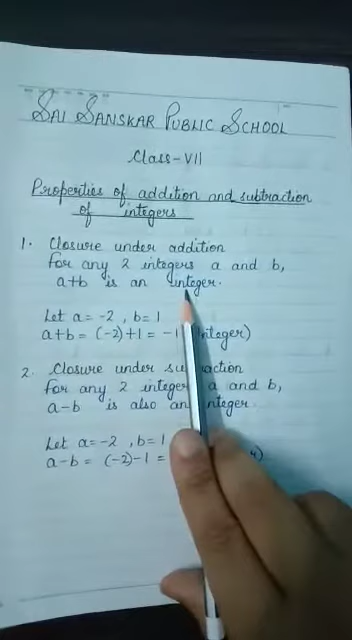 SAI SANSKAR PUBLIC SCHOOL
Class-VII
Properties of addition and subtraction
of integers
1. Closure under addition
for any 2 integers a and b,
a+b is an integer.
Let a = -2, b = 1
a+b = (-2)+1 = -1 (integer)
2. Closure under
for any 2 a and b,
a-b is also an
Let a = -2, b = 1
a-b = (-2)-1 =